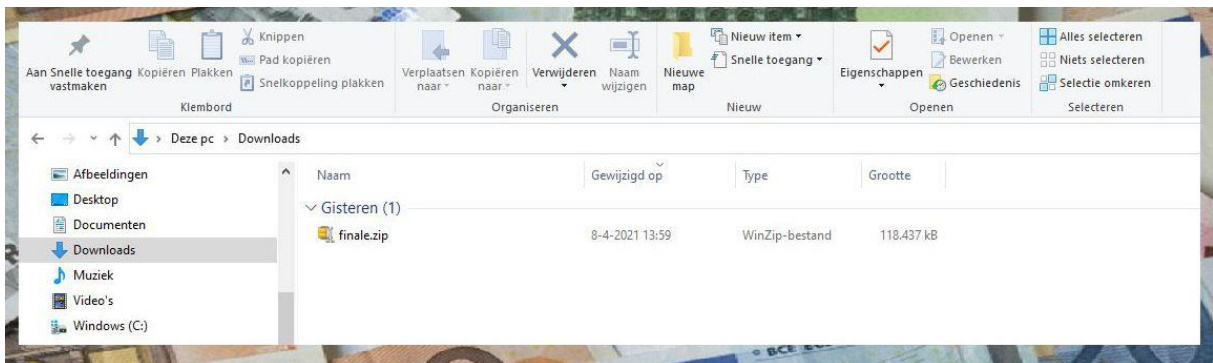 Aan Snelle toegang vastmaken
Kopiëren
Plakken
Knippen
Pad kopiëren
Snelkoppeling plakken
Klembord
Verplaatsen naar
Kopiëren naar
Verwijderen
Naam wijzigen
Organiseren
Nieuwe map
Nieuw item
Snelle toegang
Nieuw
Eigenschappen
Openen
Bewerken
Geschiedenis
Openen
Alles selecteren
Niets selecteren
Selectie omkeren
Selecteren
Deze pc > Downloads
Afbeeldingen
Desktop
Documenten
Downloads
Muziek
Video's
Windows (C:)
Naam Gewijzigd op Type Grootte
Gisteren (1)
finale.zip 8-4-2021 13:59 WinZip-bestand 118.437 kB